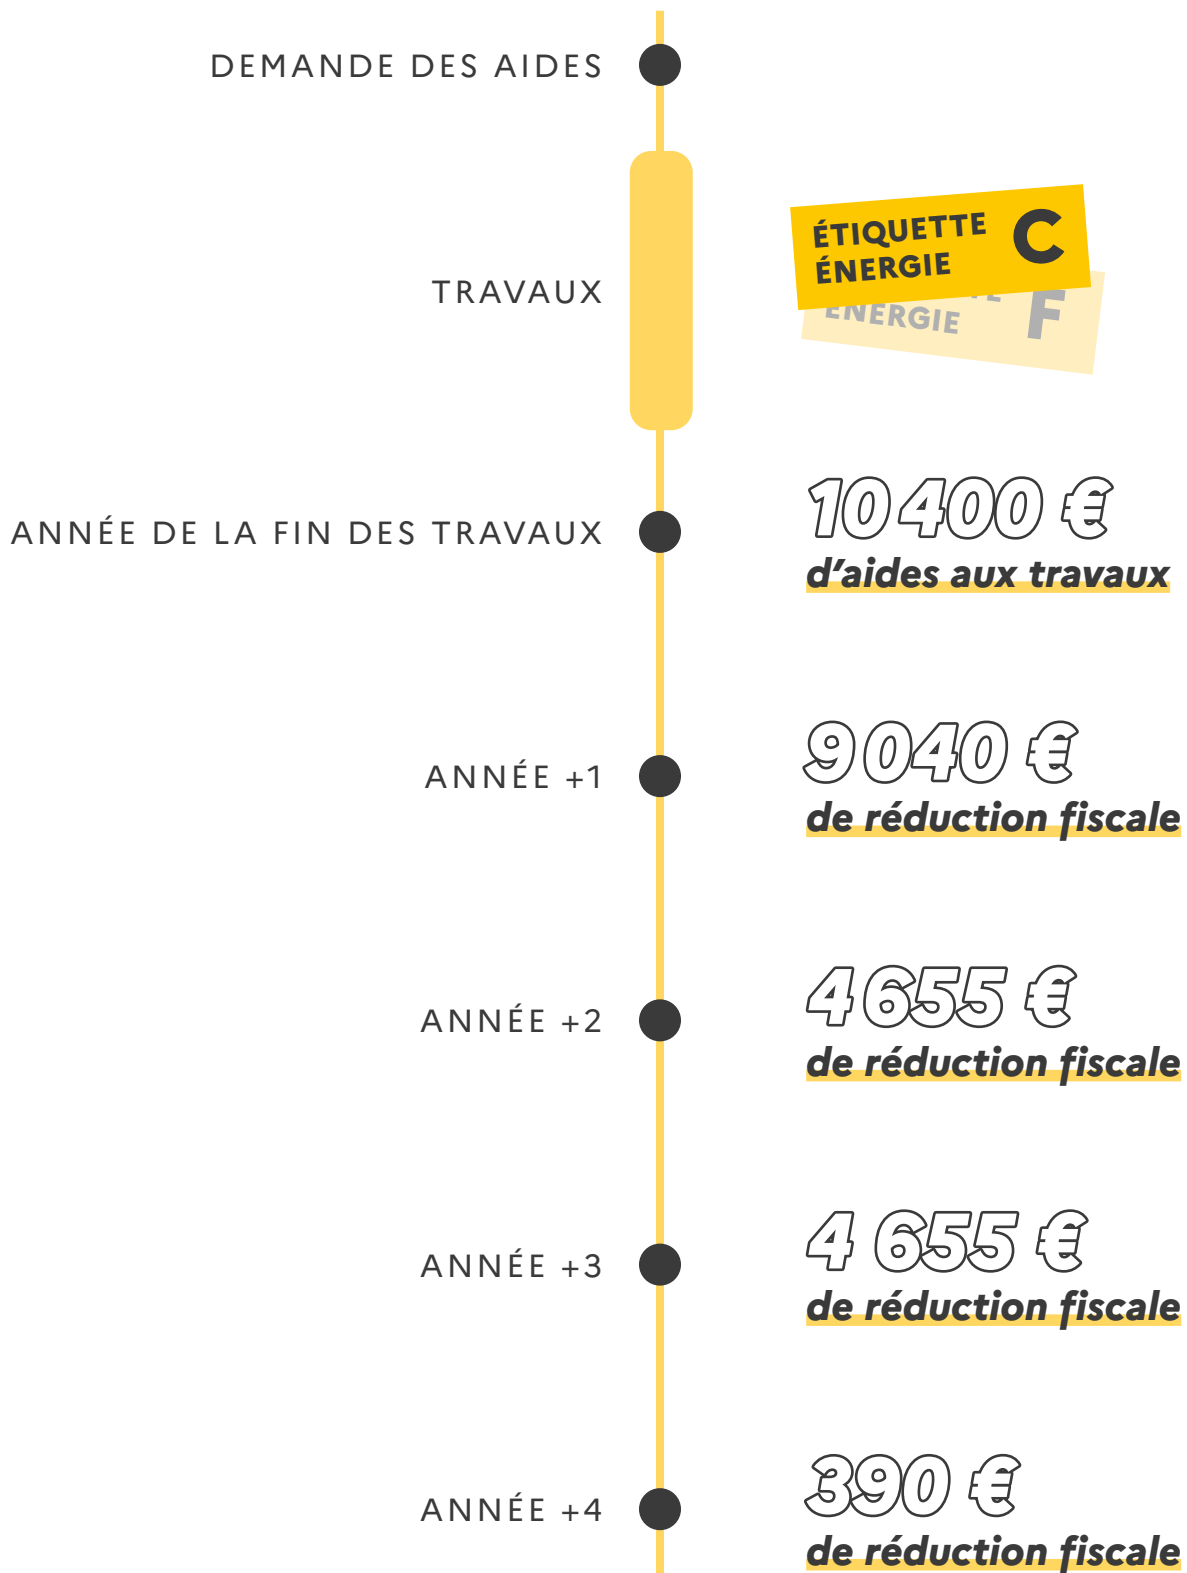 DEMANDE DES AIDES
TRAVAUX
ÉTIQUETTE
ÉNERGIE C
ÉNERGIE F
ANNÉE DE LA FIN DES TRAVAUX
10 400 €
d'aides aux travaux
ANNÉE +1
9 040 €
de réduction fiscale
ANNÉE +2
4 655 €
de réduction fiscale
ANNÉE +3
4 655 €
de réduction fiscale
ANNÉE +4
390 €
de réduction fiscale